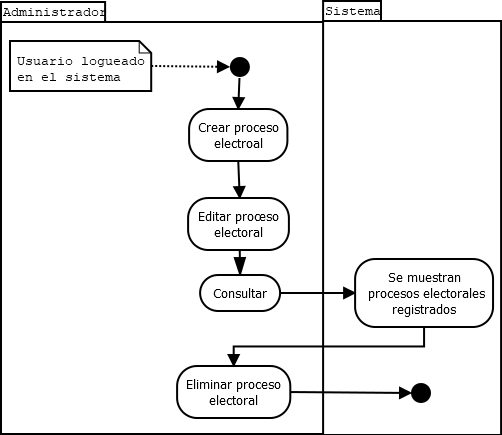 Administrador
Sistema
Usuario logueado
en el sistema
Crear proceso
electroal
Editar proceso
electoral
Consultar
Se muestran
procesos electorales
registrados
Eliminar proceso
electoral